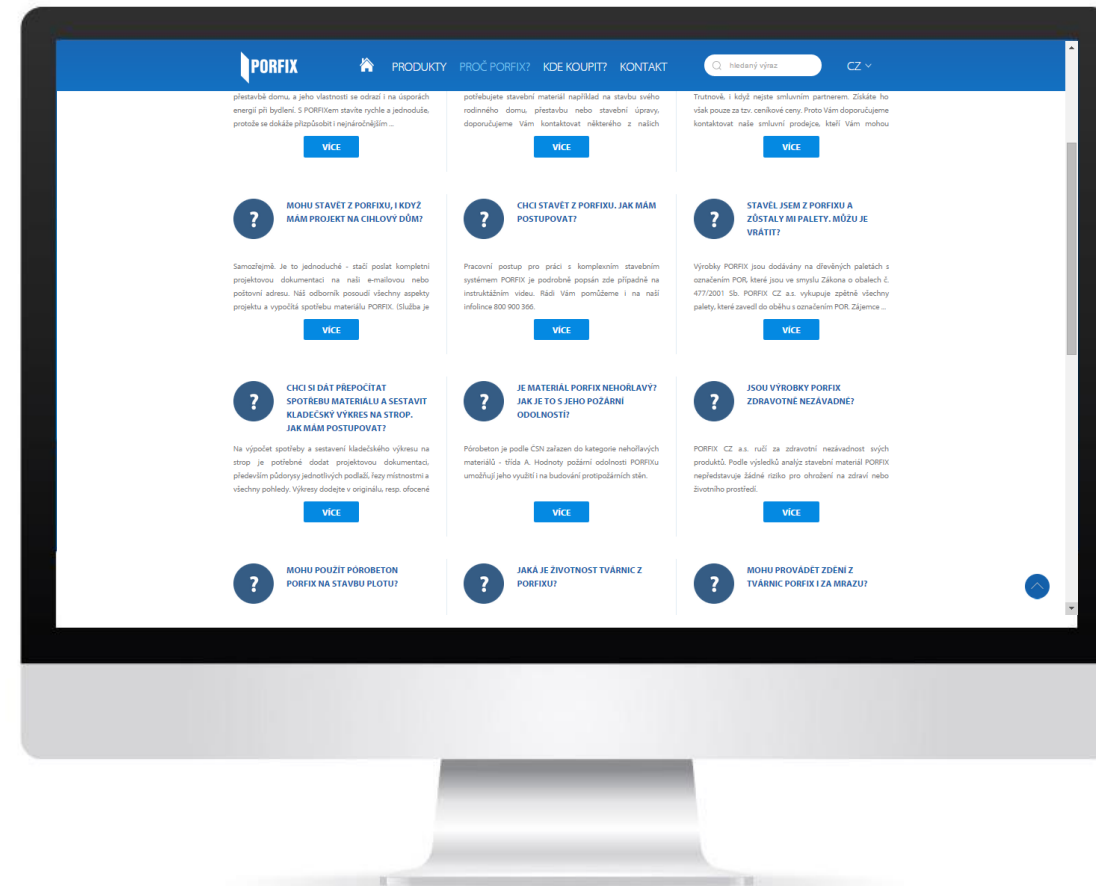 PORFIX
PRODUKTY PROČ PORFIX? KDE KOUPIT? KONTAKT
hledaný výraz
CZ
přestavbě domu, a jeho vlastnosti se odrazí i na úsporách
energií při bydlení. S PORFIXem stavíte rychle a jednoduše,
protože se dokáže přizpůsobit i nejnáročnějším ...
VÍCE
potřebujete stavební materiál například na stavbu svého
rodinného domu, přestavbu nebo stavební úpravy,
doporučujeme Vám kontaktovat některého z našich
VÍCE
Trutnově, i když nejste smluvním partnerem. Získáte ho
však pouze za tzv. ceníkové ceny. Proto Vám doporučujeme
kontaktovat naše smluvní prodejce, kteří Vám mohou
VÍCE
?
MOHU STAVĚT Z PORFIXU, I KDYŽ
MÁM PROJEKT NA CIHLOVÝ DŮM?
Samozřejmě. Je to jednoduché - stačí poslat kompletní
projektovou dokumentaci na naši e-mailovou nebo
poštovní adresu. Náš odborník posoudí všechny aspekty
projektu a vypočítá spotřebu materiálu PORFIX. (Služba je
VÍCE
?
CHCI STAVĚT Z PORFIXU. JAK MÁM
POSTUPOVAT?
Pracovní postup pro práci s komplexním stavebním
systémem PORFIX je podrobně popsán zde případně na
instruktážním videu. Rádi Vám pomůžeme i na naší
infolince 800 900 366.
VÍCE
?
STAVĚL JSEM Z PORFIXU A
ZŮSTALY MI PALETY. MŮŽU JE
VRÁTIT?
Výrobky PORFIX jsou dodávány na dřevěných paletách s
označením POR, které jsou ve smyslu Zákona o obalech č.
477/2001 Sb. PORFIX CZ a.s. vykupuje zpětně všechny
palety, které zavedl do oběhu s označením POR. Zájemce ...
VÍCE
?
CHCI SI DÁT PŘEPOČÍTAT
SPOTŘEBU MATERIÁLU A SESTAVIT
KLADEČSKÝ VÝKRES NA STROP.
JAK MÁM POSTUPOVAT?
Na výpočet spotřeby a sestavení kladečského výkresu na
strop je potřebné dodat projektovou dokumentaci,
především půdorysy jednotlivých podlaží, řezy místnostmi a
všechny pohledy. Výkresy dodejte v originálu, resp. ofocené
VÍCE
?
JE MATERIÁL PORFIX NEHOŘLAVÝ?
JAK JE TO S JEHO POŽÁRNÍ
ODOLNOSTÍ?
Pórobeton je podle ČSN zařazen do kategorie nehořlavých
materiálů - třída A. Hodnoty požární odolnosti PORFIXu
umožňují jeho využití i na budování protipožárních stěn.
VÍCE
?
JSOU VÝROBKY PORFIX
ZDRAVOTNĚ NEZÁVADNÉ?
PORFIX CZ a.s. ručí za zdravotní nezávadnost svých
produktů. Podle výsledků analýz stavební materiál PORFIX
nepředstavuje žádné riziko pro ohrožení na zdraví nebo
životního prostředí.
VÍCE
?
MOHU POUŽÍT PÓROBETON
PORFIX NA STAVBU PLOTU?
?
JAKÁ JE ŽIVOTNOST TVÁRNIC Z
PORFIXU?
?
MOHU PROVÁDĚT ZDĚNÍ Z
TVÁRNIC PORFIX I ZA MRAZU?